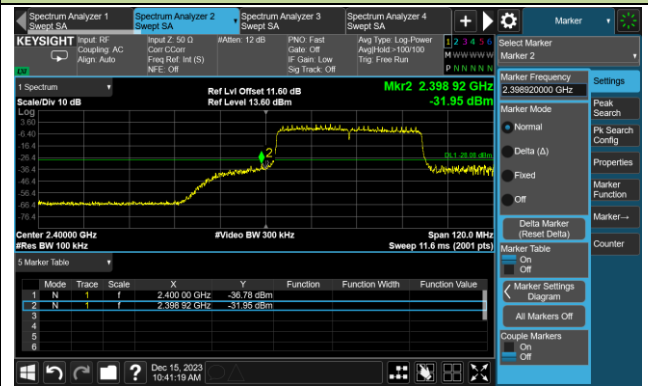 Spectrum Analyzer 1
Swept SA
Spectrum Analyzer 2
Swept SA
Spectrum Analyzer 3
Swept SA
Spectrum Analyzer 4
Swept SA
+
Marker
KEYSIGHT
Input: RF
Coupling: AC
Align: Auto
Input Z: 50 Ω
Corr CCorr
Freq Ref: Int (S)
NFE: Off
#Atten: 12 dB
PNO: Fast
Gate: Off
IF Gain: Low
Sig Track: Off
Avg Type: Log-Power
Avg|Hold >100/100
Trig: Free Run
1 2 3 4 5 6
M W W W W W
P N N N N N
Select Marker
Marker 2
1 Spectrum
Scale/Div 10 dB
Log
Ref Lvl Offset 11.60 dB
Ref Level 13.60 dBm
Mkr2 2.398 92 GHz
-31.95 dBm
3.60
-6.40
-16.4
-26.4
-36.4
-46.4
-56.4
-66.4
-76.4
2
Center 2.40000 GHz
#Res BW 100 kHz
#Video BW 300 kHz
Span 120.0 MHz
Sweep 11.6 ms (2001 pts)
5 Marker Table
Mode Trace Scale X Y Function Function Width Function Value
1 N 1 f 2.400 00 GHz -36.78 dBm
2 N 1 f 2.398 92 GHz -31.95 dBm
3
4
5
6
Marker Frequency
2.398920000 GHz
Marker Mode
Normal
Delta (Δ)
Fixed
Off
Delta Marker
(Reset Delta)
Marker Table
On
Off
Marker Settings
Diagram
All Markers Off
Couple Markers
On
Off
Settings
Peak
Search
Pk Search
Config
Properties
Marker
Function
Marker→
Counter
?
Dec 15, 2023
10:41:19 AM